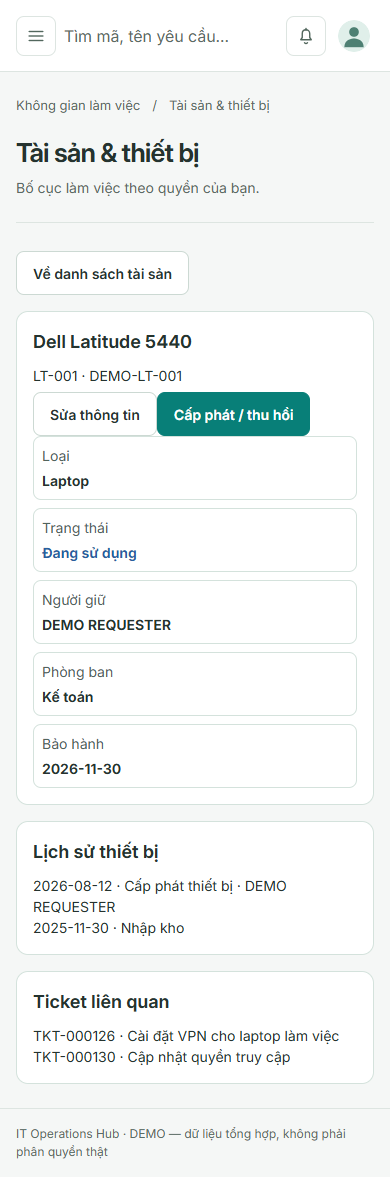 Tìm mã, tên yêu cầu...
Không gian làm việc / Tài sản & thiết bị
Tài sản & thiết bị
Bố cục làm việc theo quyền của bạn.
Về danh sách tài sản
Dell Latitude 5440
LT-001 · DEMO-LT-001
Sửa thông tin
Cấp phát / thu hồi
Loại
Laptop
Trạng thái
Đang sử dụng
Người giữ
DEMO REQUESTER
Phòng ban
Kế toán
Bảo hành
2026-11-30
Lịch sử thiết bị
2026-08-12 · Cấp phát thiết bị · DEMO
REQUESTER
2025-11-30 · Nhập kho
Ticket liên quan
TKT-000126 · Cài đặt VPN cho laptop làm việc
TKT-000130 · Cập nhật quyền truy cập
IT Operations Hub · DEMO — dữ liệu tổng hợp, không phải
phân quyền thật